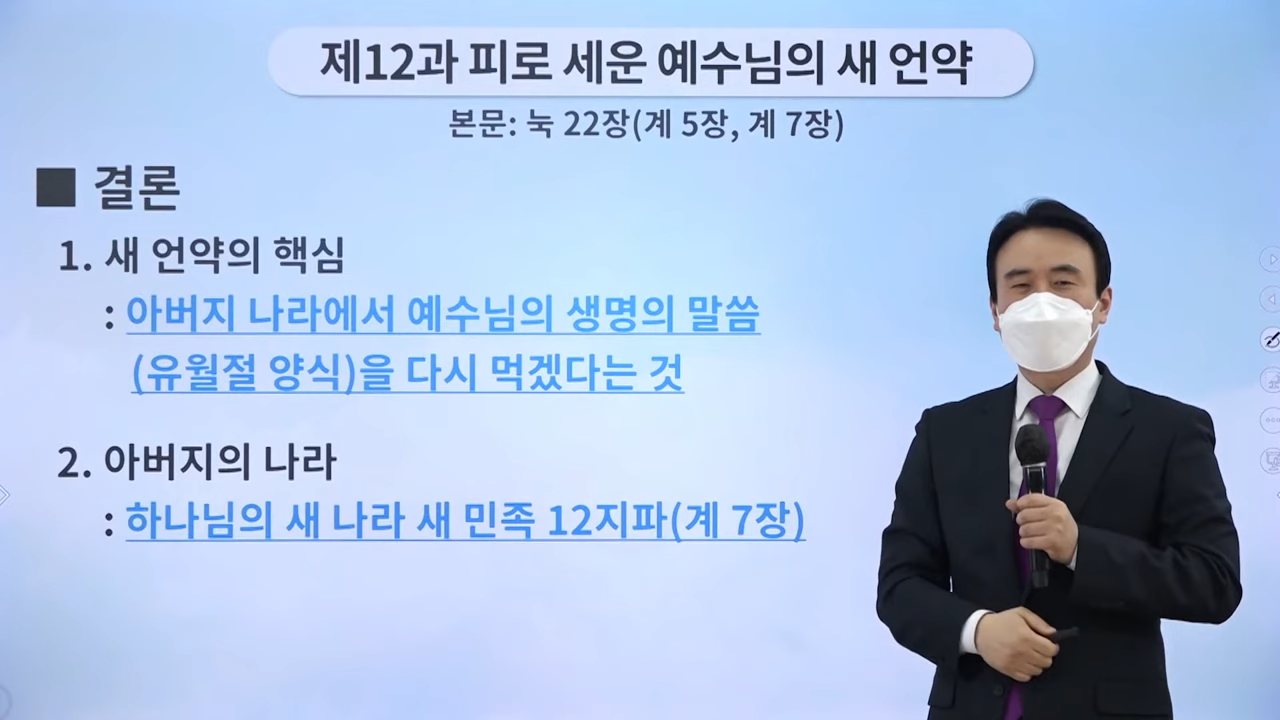 제12과 피로 세운 예수님의 새 언약
본문: 눅 22장(계 5장, 계 7장)
■ 결론
1. 새 언약의 핵심
: 아버지 나라에서 예수님의 생명의 말씀
(유월절 양식)을 다시 먹겠다는 것
2. 아버지의 나라
: 하나님의 새 나라 새 민족 12지파(계 7장)